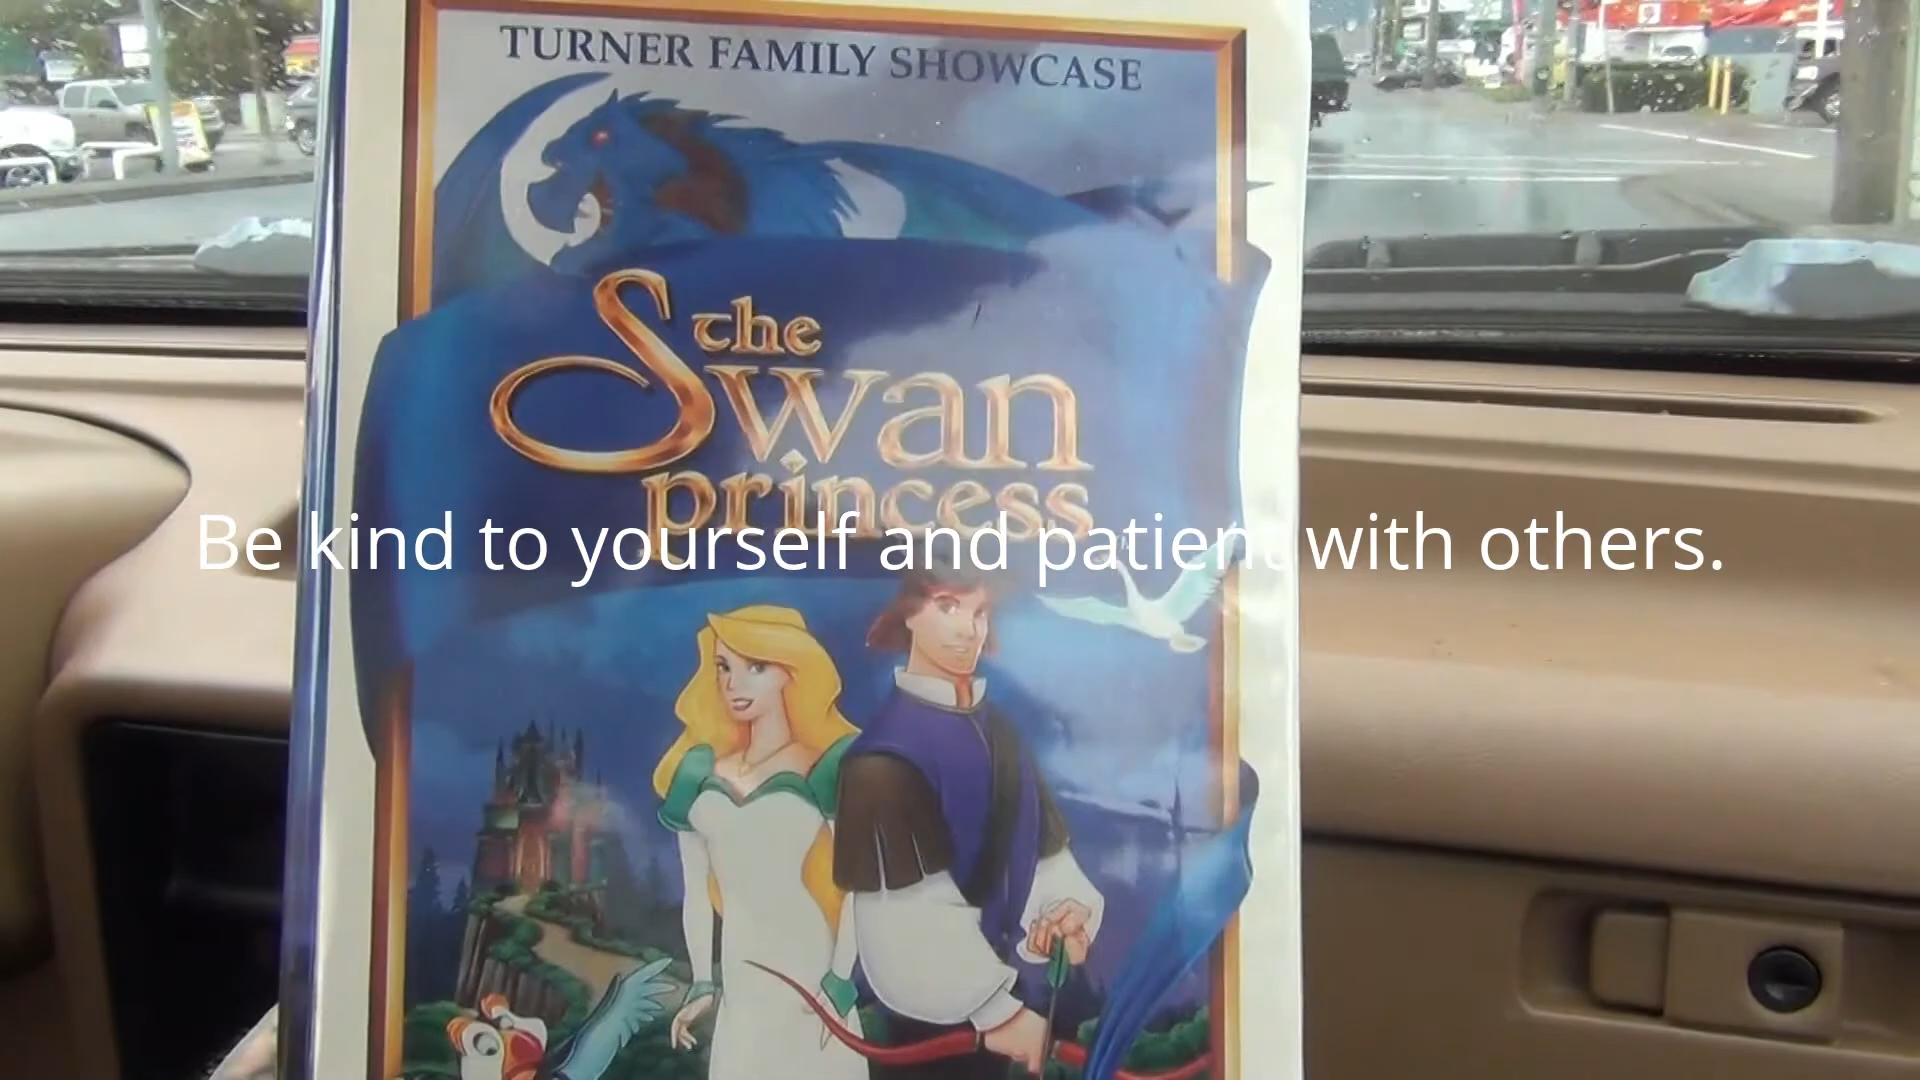 TURNER FAMILY SHOWCASE
the
Swan
princess
Be kind to yourself and patient with others.